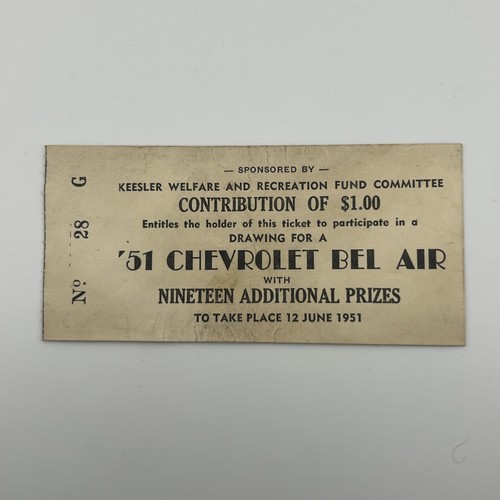 Nº 28 G
— SPONSORED BY —
KEESLER WELFARE AND RECREATION FUND COMMITTEE
CONTRIBUTION OF $1.00
Entitles the holder of this ticket to participate in a
DRAWING FOR A
'51 CHEVROLET BEL AIR
WITH
NINETEEN ADDITIONAL PRIZES
TO TAKE PLACE 12 JUNE 1951